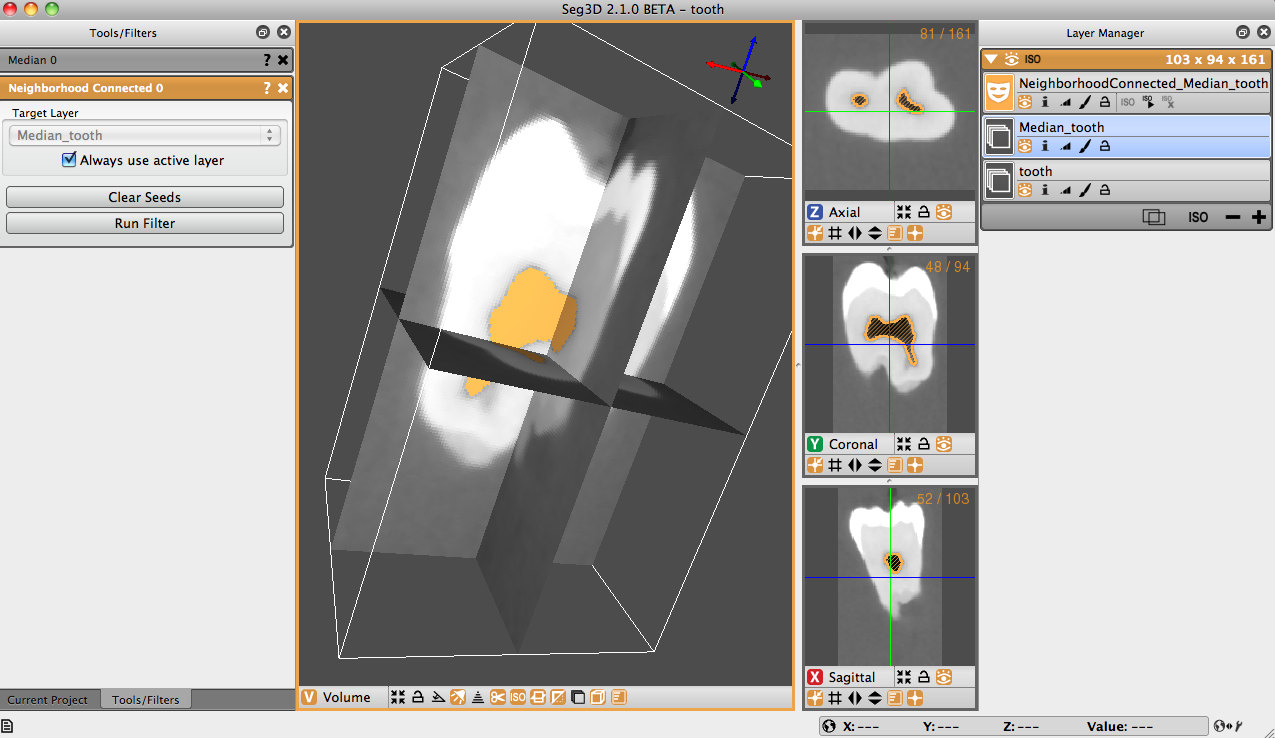 Seg3D 2.1.0 BETA - tooth
Tools/Filters
Median 0
?
Neighborhood Connected 0
?
Target Layer
Median_tooth
Always use active layer
Clear Seeds
Run Filter
Current Project
Tools/Filters
V Volume
ISO
81 / 161
Z Axial
48 / 94
Y Coronal
52 / 103
X Sagittal
Layer Manager
ISO 103 x 94 x 161
NeighborhoodConnected_Median_tooth
ISO ISO ISO
Median_tooth
tooth
ISO
X: --- Y: --- Z: --- Value: ---